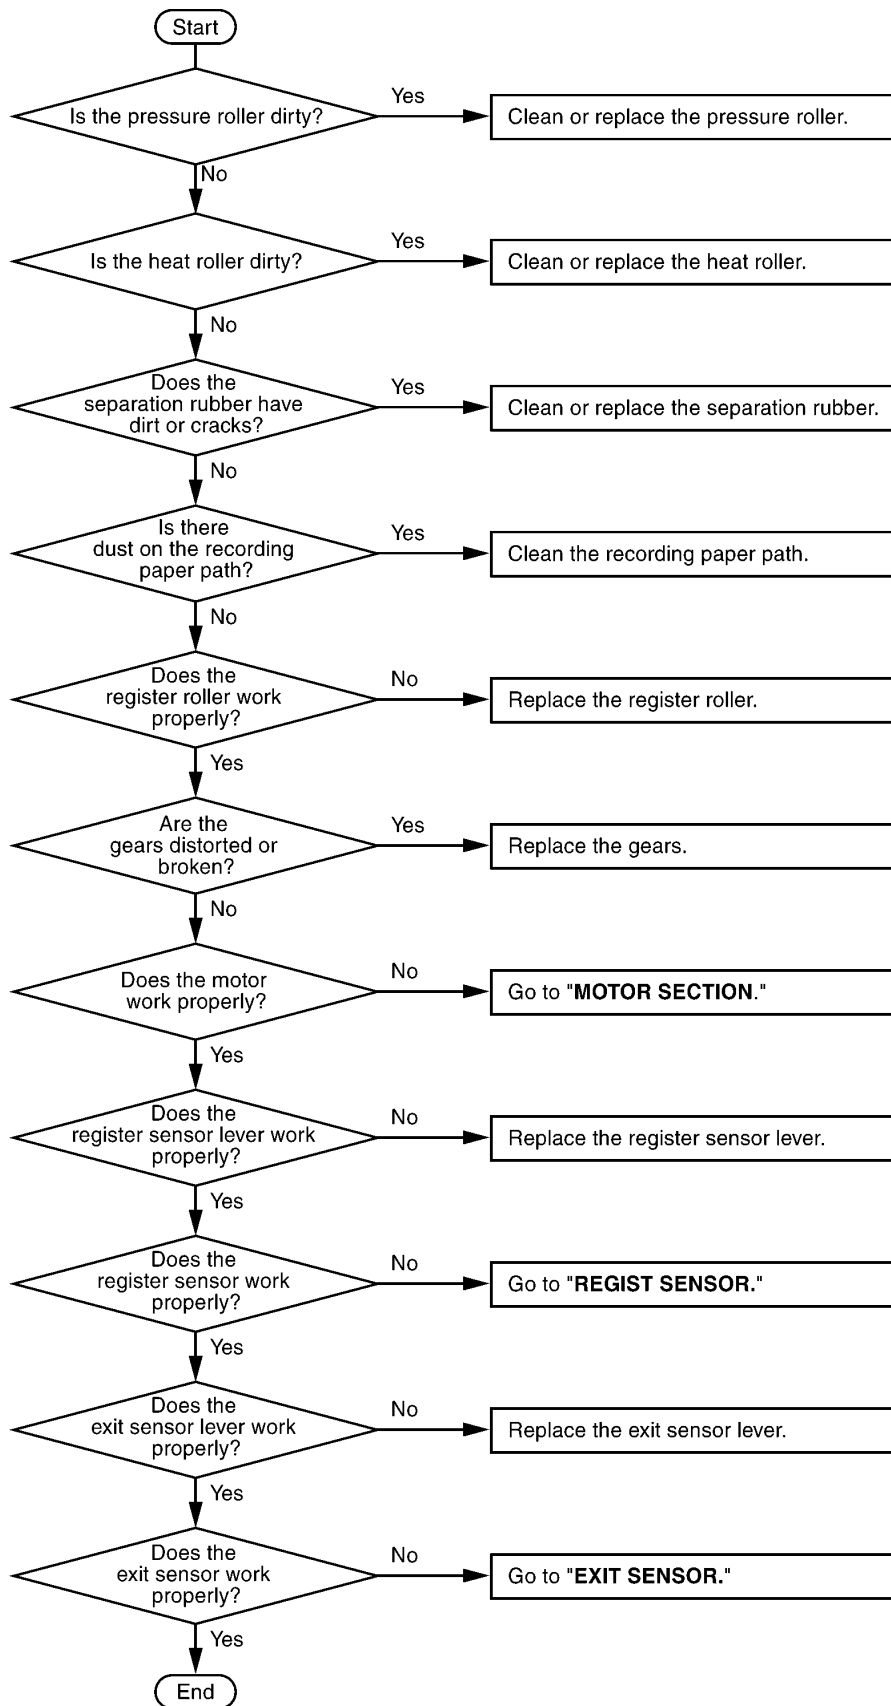 Start
Is the pressure roller dirty?
Yes
Clean or replace the pressure roller.
No
Is the heat roller dirty?
Yes
Clean or replace the heat roller.
No
Does the
separation rubber have
dirt or cracks?
Yes
Clean or replace the separation rubber.
No
Is there
dust on the recording
paper path?
Yes
Clean the recording paper path.
No
Does the
register roller work
properly?
No
Replace the register roller.
Yes
Are the
gears distorted or
broken?
Yes
Replace the gears.
No
Does the motor
work properly?
No
Go to "MOTOR SECTION."
Yes
Does the
register sensor lever work
properly?
No
Replace the register sensor lever.
Yes
Does the
register sensor work
properly?
No
Go to "REGIST SENSOR."
Yes
Does the
exit sensor lever work
properly?
No
Replace the exit sensor lever.
Yes
Does the
exit sensor work
properly?
No
Go to "EXIT SENSOR."
Yes
End